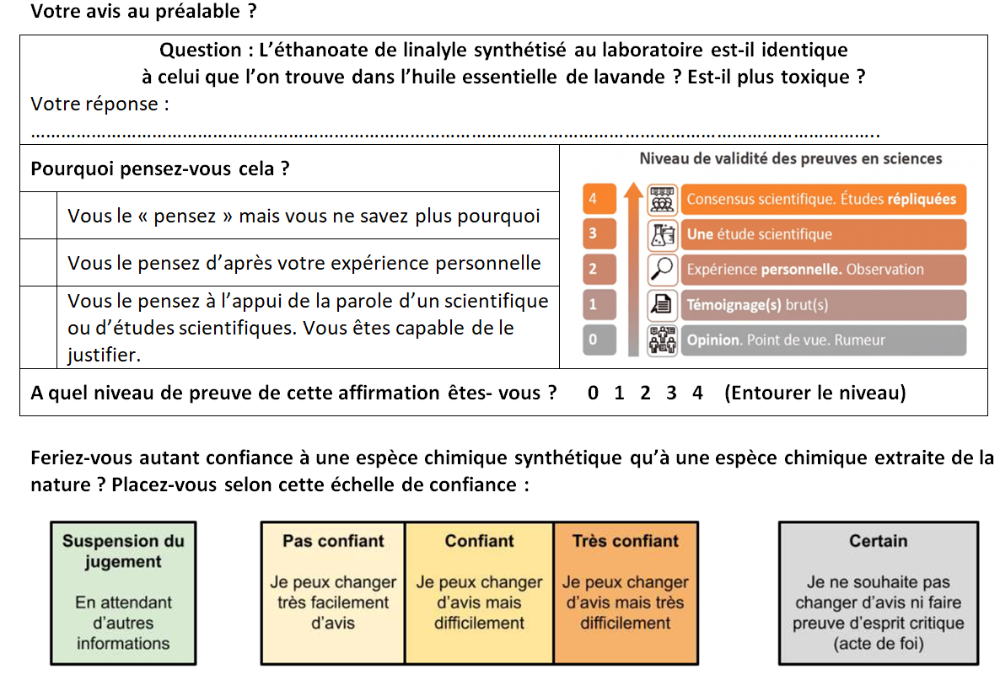 Votre avis au préalable ?
Question : L’éthanoate de linalyle synthétisé au laboratoire est-il identique
à celui que l’on trouve dans l’huile essentielle de lavande ? Est-il plus toxique ?
Votre réponse :
…………………………………………………………………………………………………………………………………………………..
Pourquoi pensez-vous cela ?
Vous le « pensez » mais vous ne savez plus pourquoi
Vous le pensez d’après votre expérience personnelle
Vous le pensez à l’appui de la parole d’un scientifique
ou d’études scientifiques. Vous êtes capable de le
justifier.
Niveau de validité des preuves en sciences
4 Consensus scientifique. Études répliquées
3 Une étude scientifique
2 Expérience personnelle. Observation
1 Témoignage(s) brut(s)
0 Opinion. Point de vue. Rumeur
A quel niveau de preuve de cette affirmation êtes- vous ? 0 1 2 3 4 (Entourer le niveau)
Feriez-vous autant confiance à une espèce chimique synthétique qu’à une espèce chimique extraite de la
nature ? Placez-vous selon cette échelle de confiance :
Suspension du
jugement
En attendant
d’autres
informations
Pas confiant
Je peux changer
très facilement
d’avis
Confiant
Je peux changer
d’avis mais
difficilement
Très confiant
Je peux changer
d’avis mais très
difficilement
Certain
Je ne souhaite pas
changer d’avis ni faire
preuve d’esprit critique
(acte de foi)